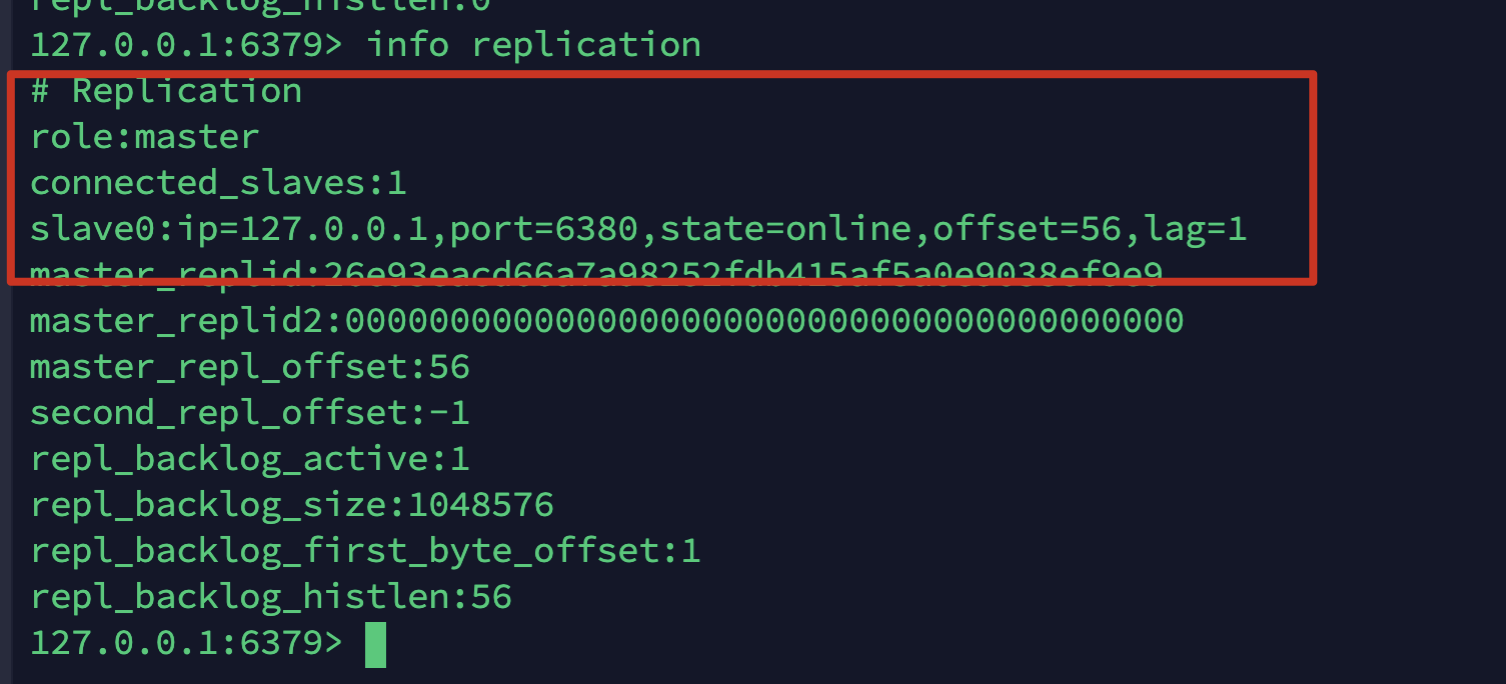 repl_backlog_histlen:0
127.0.0.1:6379> info replication
# Replication
role:master
connected_slaves:1
slave0:ip=127.0.0.1,port=6380,state=online,offset=56,lag=1
master_replid:26e93eacd66a7a98252fdb415af5a0e9038ef9e9
master_replid2:0000000000000000000000000000000000000000
master_repl_offset:56
second_repl_offset:-1
repl_backlog_active:1
repl_backlog_size:1048576
repl_backlog_first_byte_offset:1
repl_backlog_histlen:56
127.0.0.1:6379>